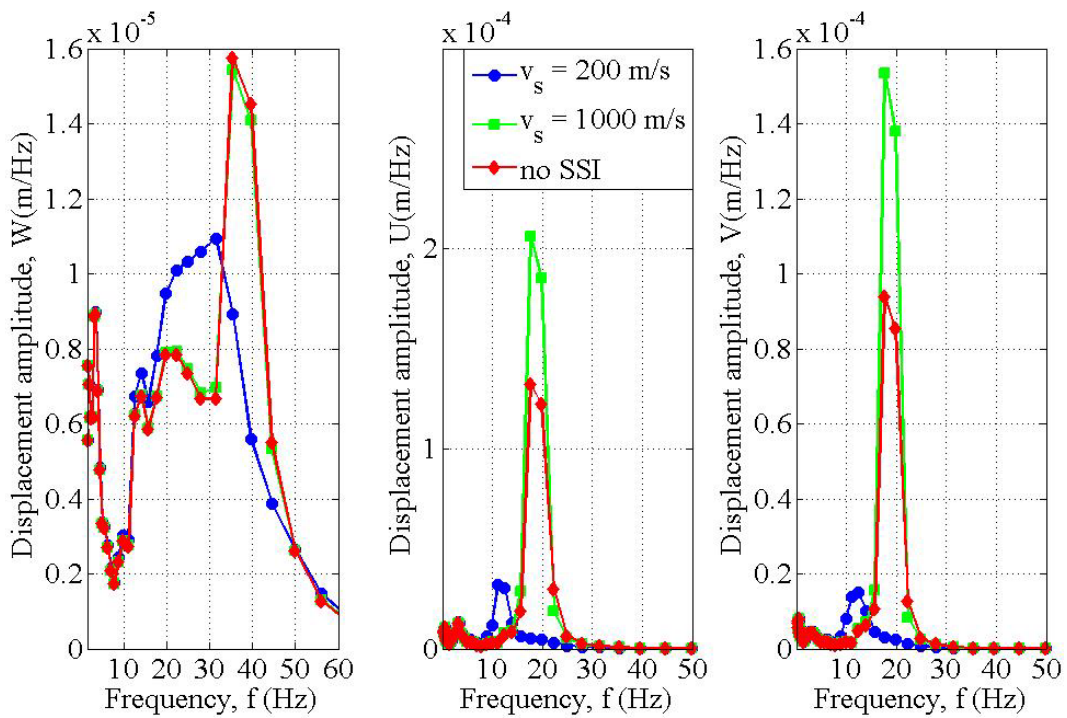 x 10⁻⁵
1.6
1.4
1.2
1
0.8
0.6
0.4
0.2
0
0 10 20 30 40 50 60
Displacement amplitude, W(m/Hz)
Frequency, f (Hz)
x 10⁻⁴
2
1
0
10 20 30 40 50
Displacement amplitude, U(m/Hz)
Frequency, f (Hz)
v_s = 200 m/s
v_s = 1000 m/s
no SSI
x 10⁻⁴
1.6
1.4
1.2
1
0.8
0.6
0.4
0.2
0
10 20 30 40 50
Displacement amplitude, V(m/Hz)
Frequency, f (Hz)